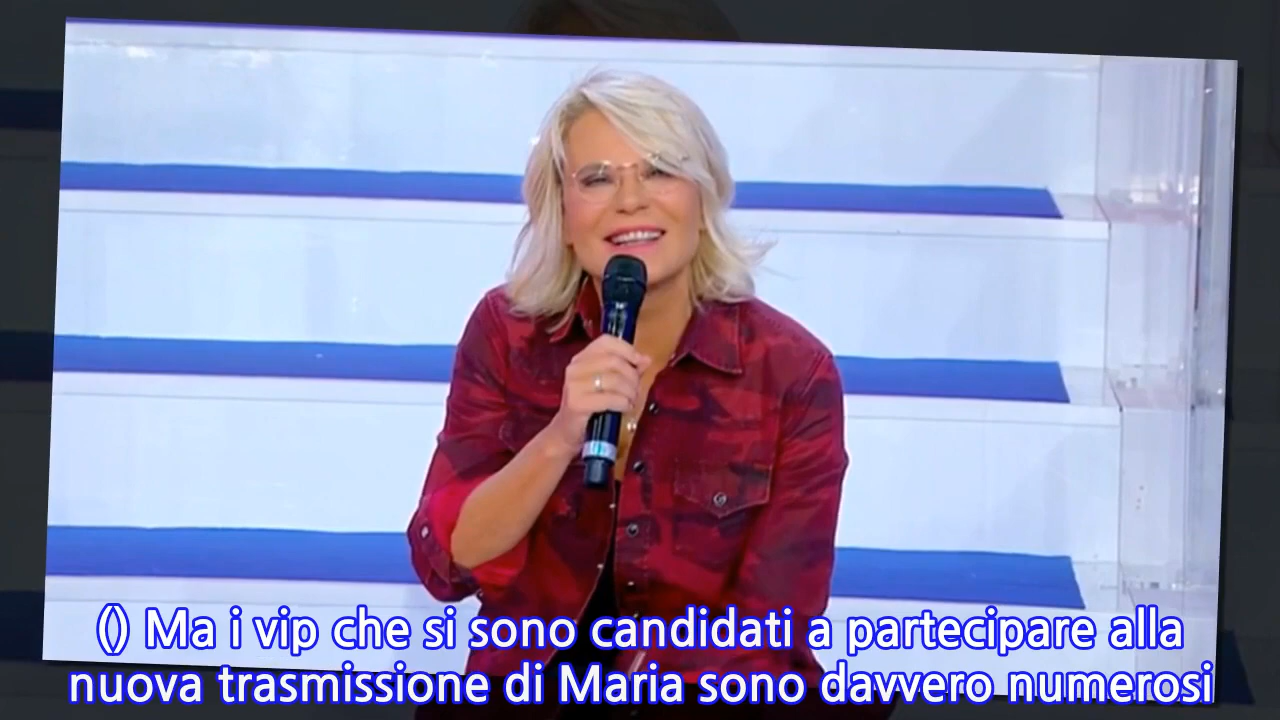 () Ma i vip che si sono candidati a partecipare alla
nuova trasmissione di Maria sono davvero numerosi